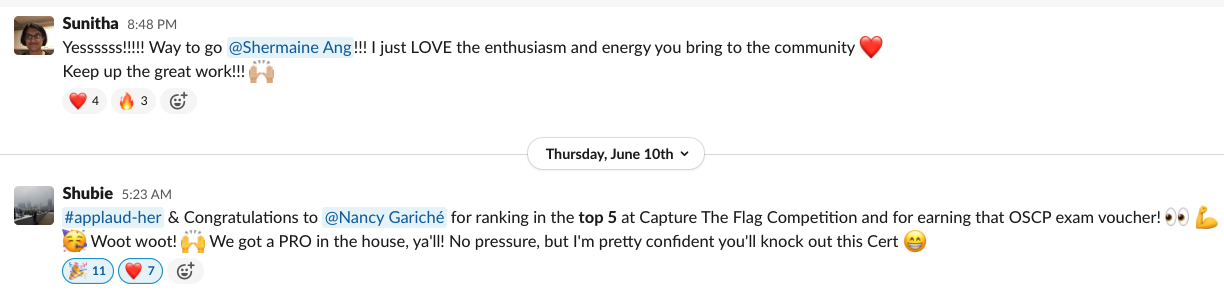 Sunitha 8:48 PM
Yessssss!!!!! Way to go @Shermaine Ang!!! I just LOVE the enthusiasm and energy you bring to the community ❤️
Keep up the great work!!! 🙌🏼
❤️ 4 🔥 3
Thursday, June 10th
Shubie 5:23 AM
#applaud-her & Congratulations to @Nancy Gariché for ranking in the top 5 at Capture The Flag Competition and for earning that OSCP exam voucher! 👀 💪
🥳 Woot woot! 🙌 We got a PRO in the house, ya'll! No pressure, but I'm pretty confident you'll knock out this Cert 😁
🎉 11 ❤️ 7